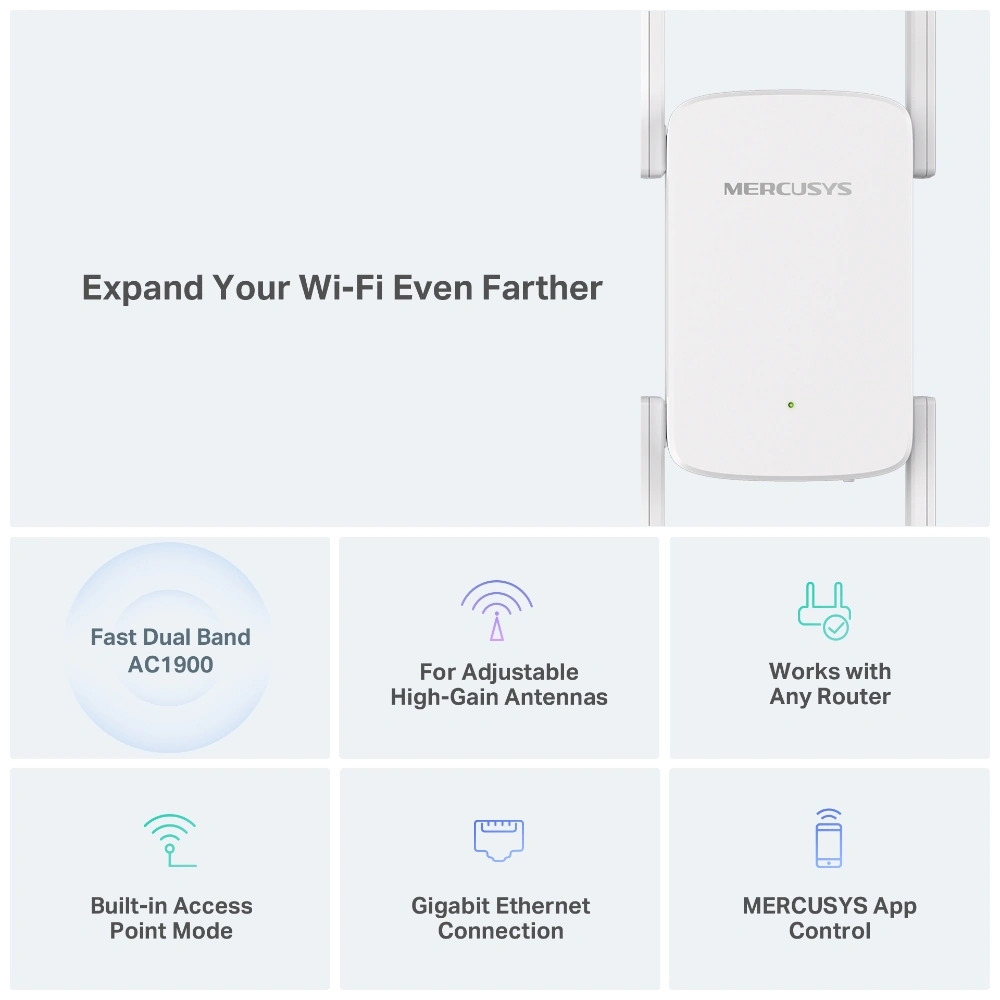 MERCUSYS
Expand Your Wi-Fi Even Farther
Fast Dual Band
AC1900
For Adjustable
High-Gain Antennas
Works with
Any Router
Built-in Access
Point Mode
Gigabit Ethernet
Connection
MERCUSYS App
Control